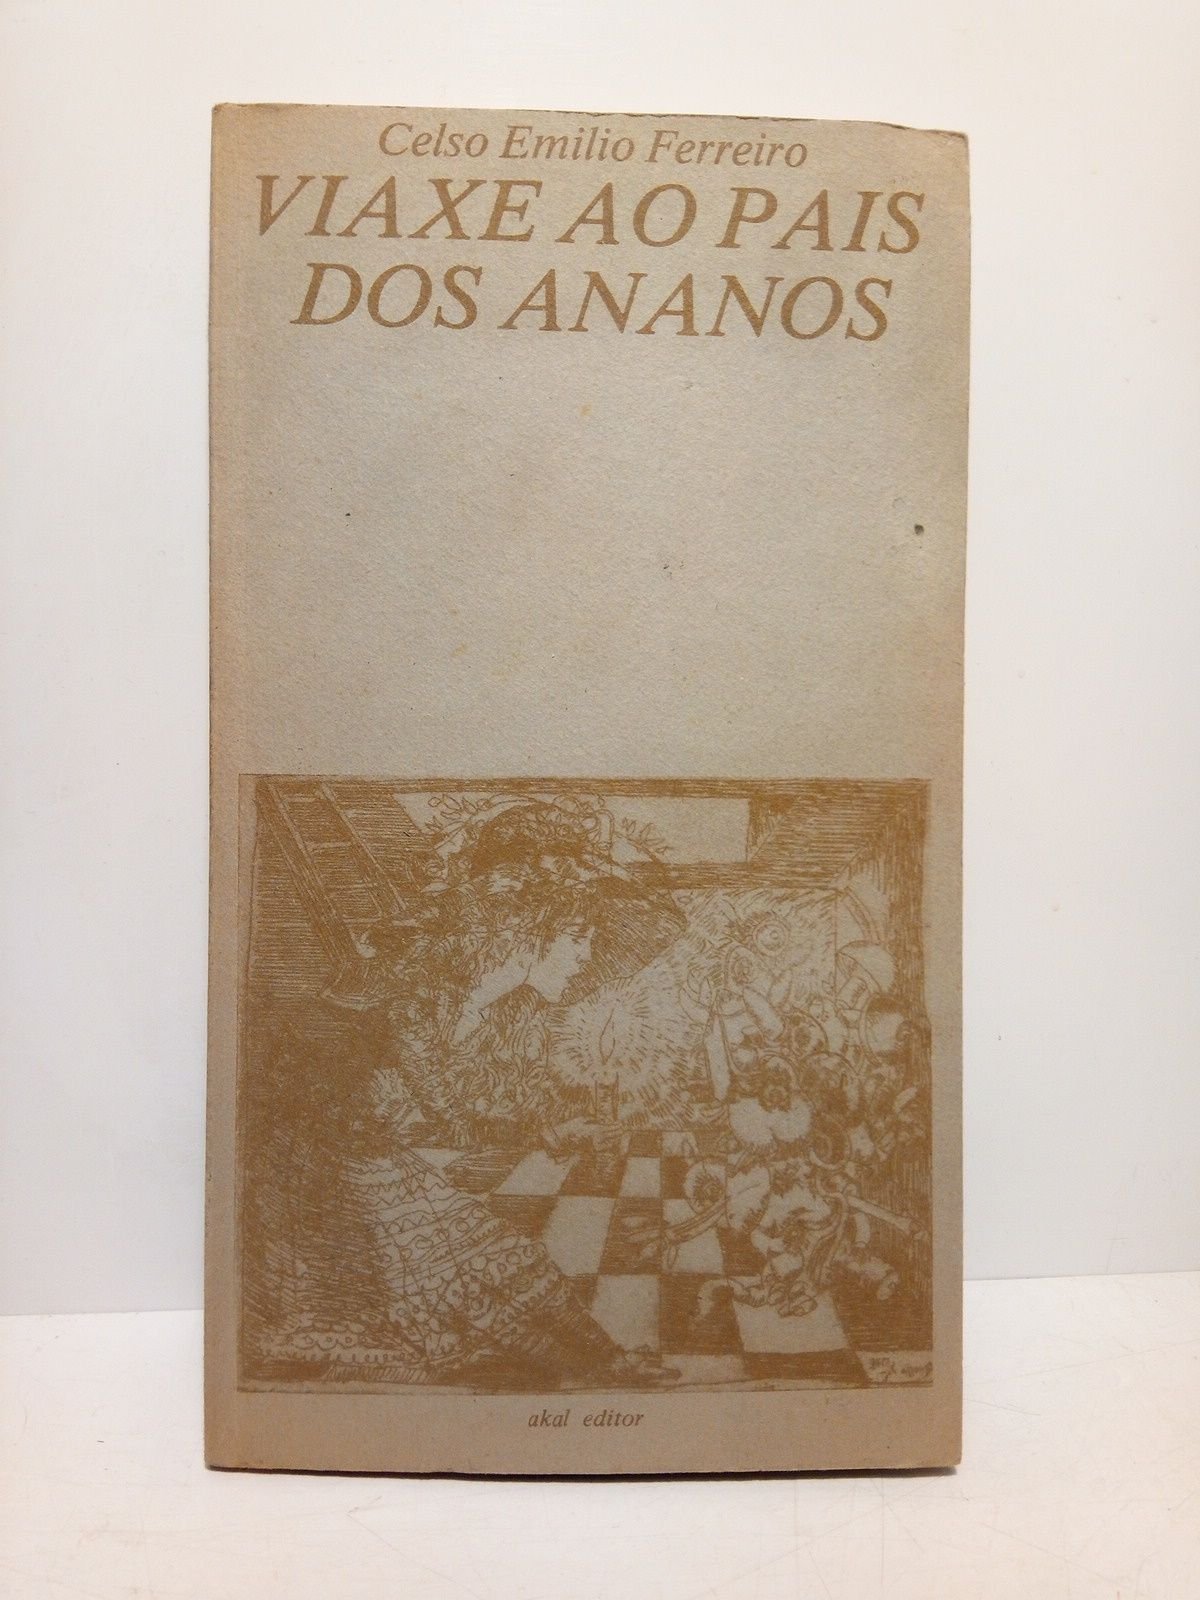 Celso Emilio Ferreiro
VIAXE AO PAIS
DOS ANANOS
akal editor